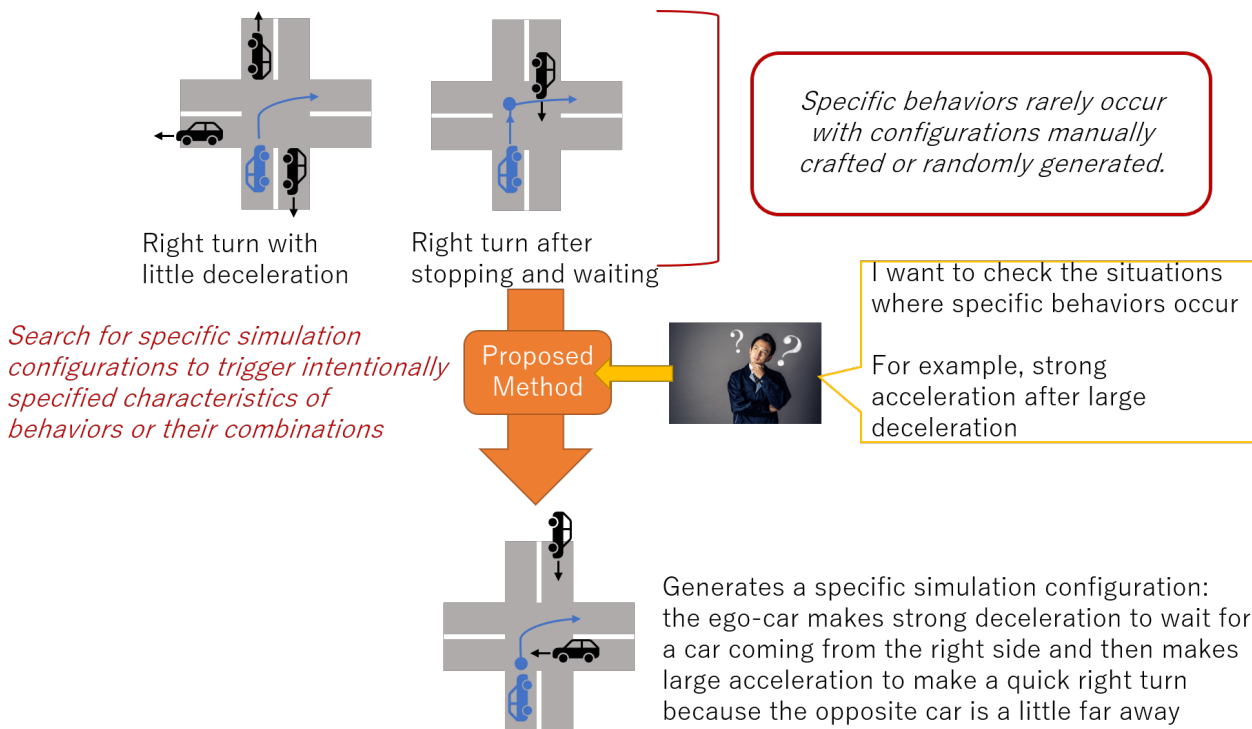 Specific behaviors rarely occur
with configurations manually
crafted or randomly generated.
Right turn with
little deceleration
Right turn after
stopping and waiting
I want to check the situations
where specific behaviors occur
For example, strong
acceleration after large
deceleration
Search for specific simulation
configurations to trigger intentionally
specified characteristics of
behaviors or their combinations
Proposed
Method
? ?
Generates a specific simulation configuration:
the ego-car makes strong deceleration to wait for
a car coming from the right side and then makes
large acceleration to make a quick right turn
because the opposite car is a little far away